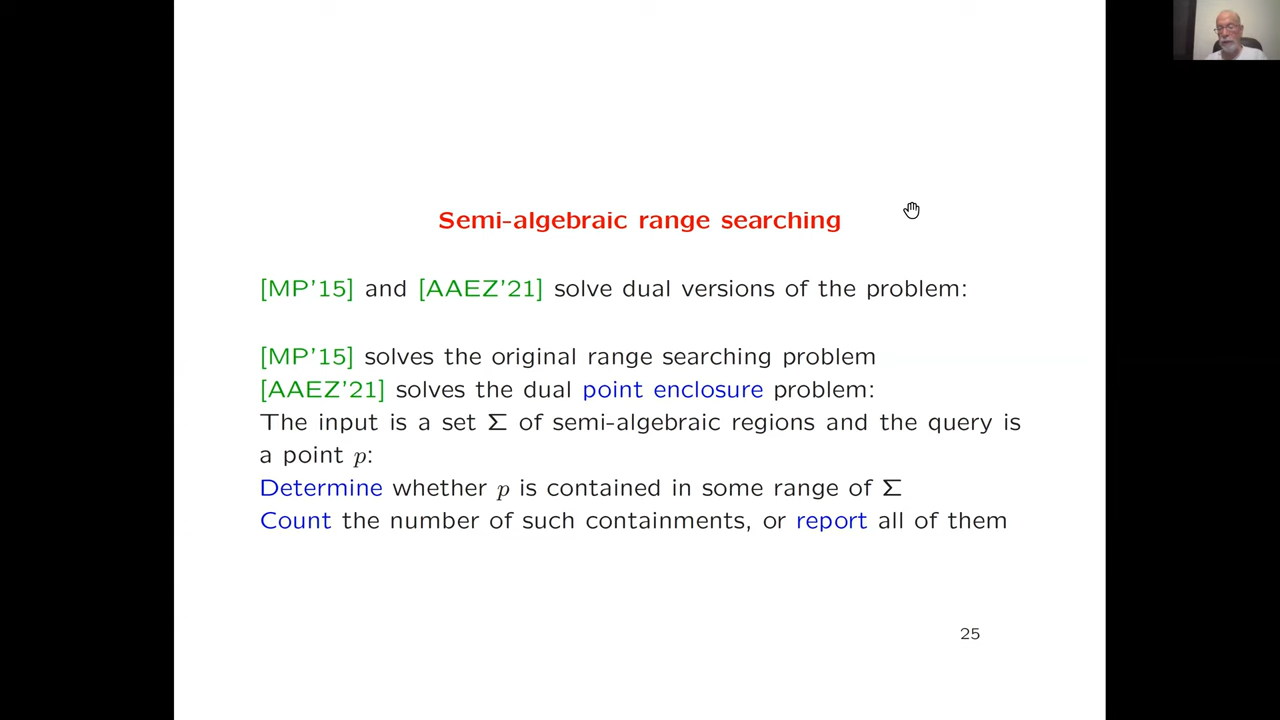 Semi-algebraic range searching
[MP'15] and [AAEZ'21] solve dual versions of the problem:
[MP'15] solves the original range searching problem
[AAEZ'21] solves the dual point enclosure problem:
The input is a set Σ of semi-algebraic regions and the query is
a point p:
Determine whether p is contained in some range of Σ
Count the number of such containments, or report all of them
25